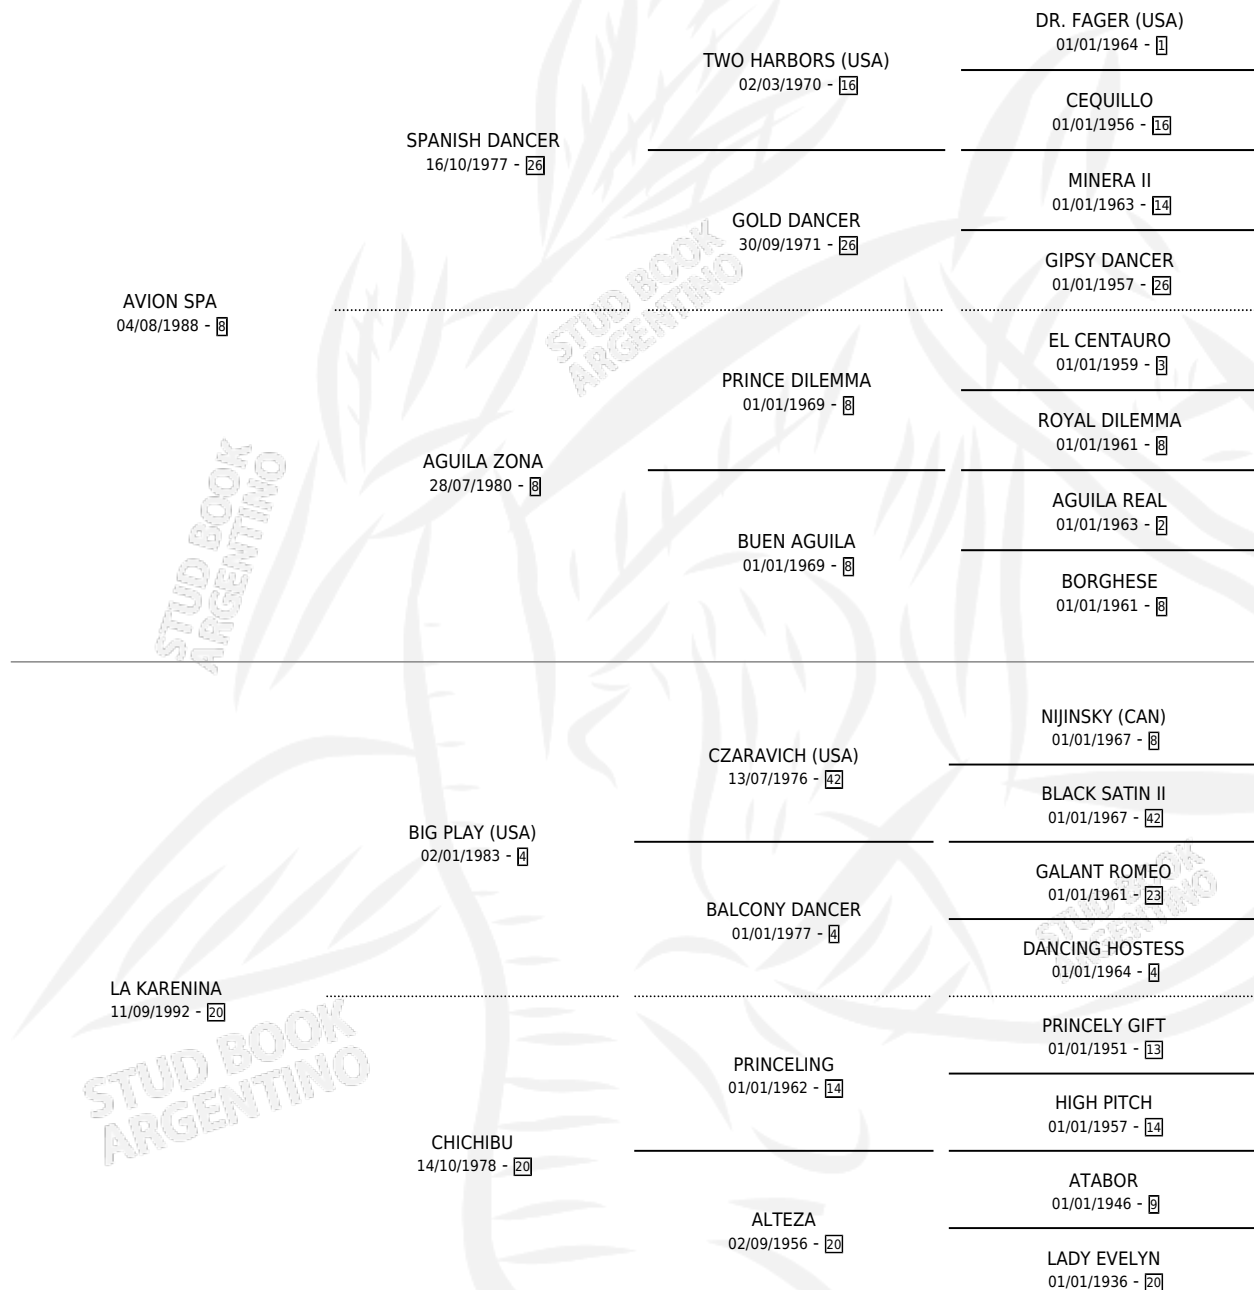 DR. FAGER (USA)
01/01/1964 - 1
TWO HARBORS (USA)
02/03/1970 - 16
CEQUILLO
01/01/1956 - 16
SPANISH DANCER
16/10/1977 - 26
MINERA II
01/01/1963 - 14
GOLD DANCER
30/09/1971 - 26
GIPSY DANCER
01/01/1957 - 26
AVION SPA
04/08/1988 - 8
EL CENTAURO
01/01/1959 - 3
PRINCE DILEMMA
01/01/1969 - 8
ROYAL DILEMMA
01/01/1961 - 8
AGUILA ZONA
28/07/1980 - 8
AGUILA REAL
01/01/1963 - 2
BUEN AGUILA
01/01/1969 - 8
BORGHESE
01/01/1961 - 8
STUD BOOK
ARGENTINO
STUD BOOK
ARGENTINO
NIJINSKY (CAN)
01/01/1967 - 8
CZARAVICH (USA)
13/07/1976 - 42
BLACK SATIN II
01/01/1967 - 42
BIG PLAY (USA)
02/01/1983 - 4
GALANT ROMEO
01/01/1961 - 23
BALCONY DANCER
01/01/1977 - 4
DANCING HOSTESS
01/01/1964 - 4
STUD BOOK
ARGENTINO
LA KARENINA
11/09/1992 - 20
PRINCELY GIFT
01/01/1951 - 13
PRINCELING
01/01/1962 - 14
HIGH PITCH
01/01/1957 - 14
CHICHIBU
14/10/1978 - 20
ATABOR
01/01/1946 - 9
ALTEZA
02/09/1956 - 20
LADY EVELYN
01/01/1936 - 20
STUD BOOK
ARGENTINO